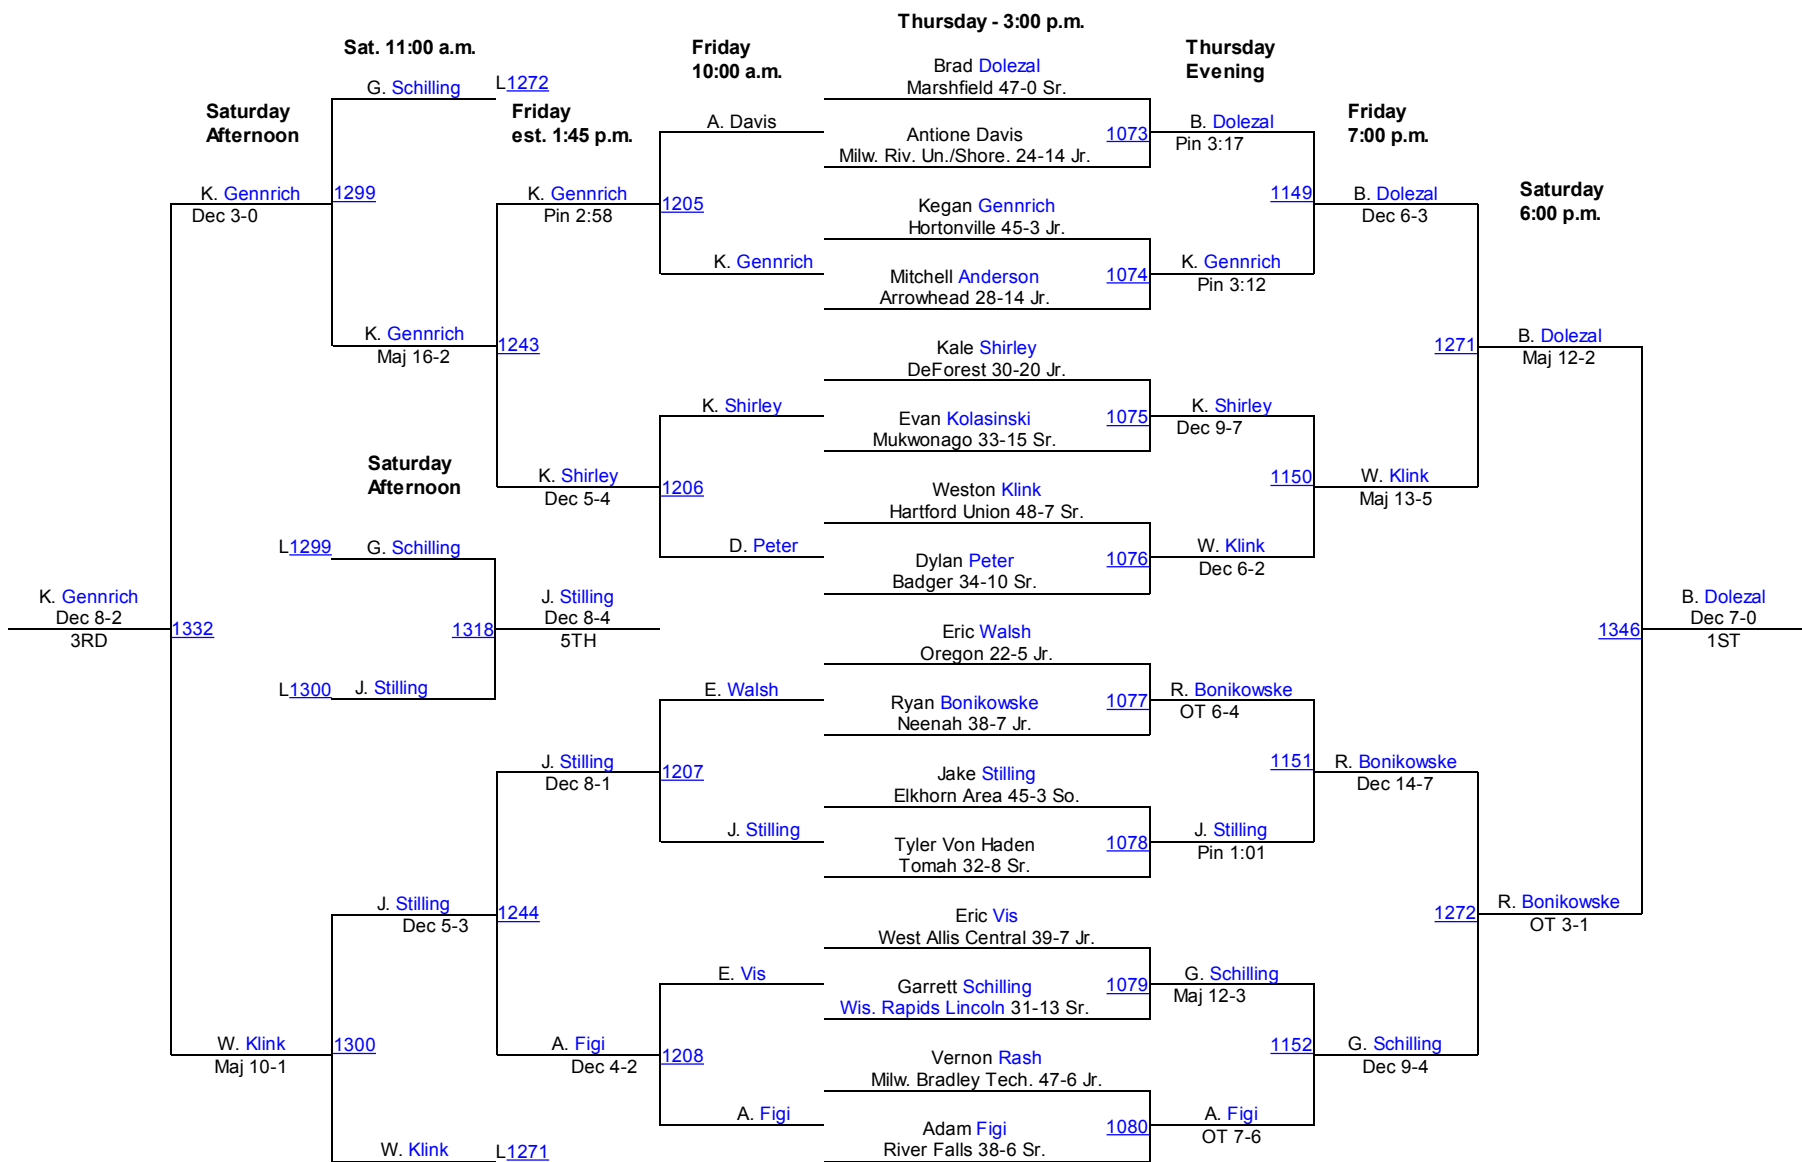 Thursday - 3:00 p.m.
Sat. 11:00 a.m.
Friday
10:00 a.m.
Thursday
Evening
Saturday
Afternoon
Friday
est. 1:45 p.m.
Friday
7:00 p.m.
Saturday
6:00 p.m.
G. Schilling
L1272
Brad Dolezal
Marshfield 47-0 Sr.
A. Davis
Antione Davis
Milw. Riv. Un./Shore. 24-14 Jr.
1073
B. Dolezal
Pin 3:17
K. Gennrich
Dec 3-0
1299
K. Gennrich
Pin 2:58
1205
Kegan Gennrich
Hortonville 45-3 Jr.
1149
B. Dolezal
Dec 6-3
K. Gennrich
Mitchell Anderson
Arrowhead 28-14 Jr.
1074
K. Gennrich
Pin 3:12
K. Gennrich
Maj 16-2
1243
Kale Shirley
DeForest 30-20 Jr.
1271
B. Dolezal
Maj 12-2
K. Shirley
Evan Kolasinski
Mukwonago 33-15 Sr.
1075
K. Shirley
Dec 9-7
Saturday
Afternoon
K. Shirley
Dec 5-4
1206
Weston Klink
Hartford Union 48-7 Sr.
1150
W. Klink
Maj 13-5
L1299
G. Schilling
D. Peter
Dylan Peter
Badger 34-10 Sr.
1076
W. Klink
Dec 6-2
K. Gennrich
Dec 8-2
3RD
1332
1318
J. Stilling
Dec 8-4
5TH
Eric Walsh
Oregon 22-5 Jr.
1346
B. Dolezal
Dec 7-0
1ST
L1300
J. Stilling
E. Walsh
Ryan Bonikowske
Neenah 38-7 Jr.
1077
R. Bonikowske
OT 6-4
J. Stilling
Dec 8-1
1207
Jake Stilling
Elkhorn Area 45-3 So.
1151
R. Bonikowske
Dec 14-7
J. Stilling
Tyler Von Haden
Tomah 32-8 Sr.
1078
J. Stilling
Pin 1:01
J. Stilling
Dec 5-3
1244
Eric Vis
West Allis Central 39-7 Jr.
1272
R. Bonikowske
OT 3-1
E. Vis
Garrett Schilling
Wis. Rapids Lincoln 31-13 Sr.
1079
G. Schilling
Maj 12-3
W. Klink
Maj 10-1
1300
A. Figi
Dec 4-2
1208
Vernon Rash
Milw. Bradley Tech. 47-6 Jr.
1152
G. Schilling
Dec 9-4
A. Figi
Adam Figi
River Falls 38-6 Sr.
1080
A. Figi
OT 7-6
W. Klink
L1271